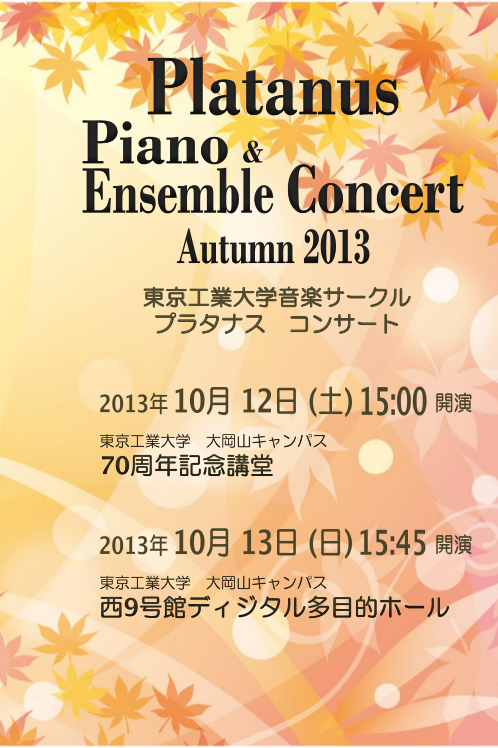 Platanus
Piano &
Ensemble Concert
Autumn 2013
東京工業大学音楽サークル
プラタナス　コンサート
2013年 10月 12日 (土) 15:00 開演
東京工業大学　大岡山キャンパス
70周年記念講堂
2013年 10月 13日 (日) 15:45 開演
東京工業大学　大岡山キャンパス
西9号館ディジタル多目的ホール